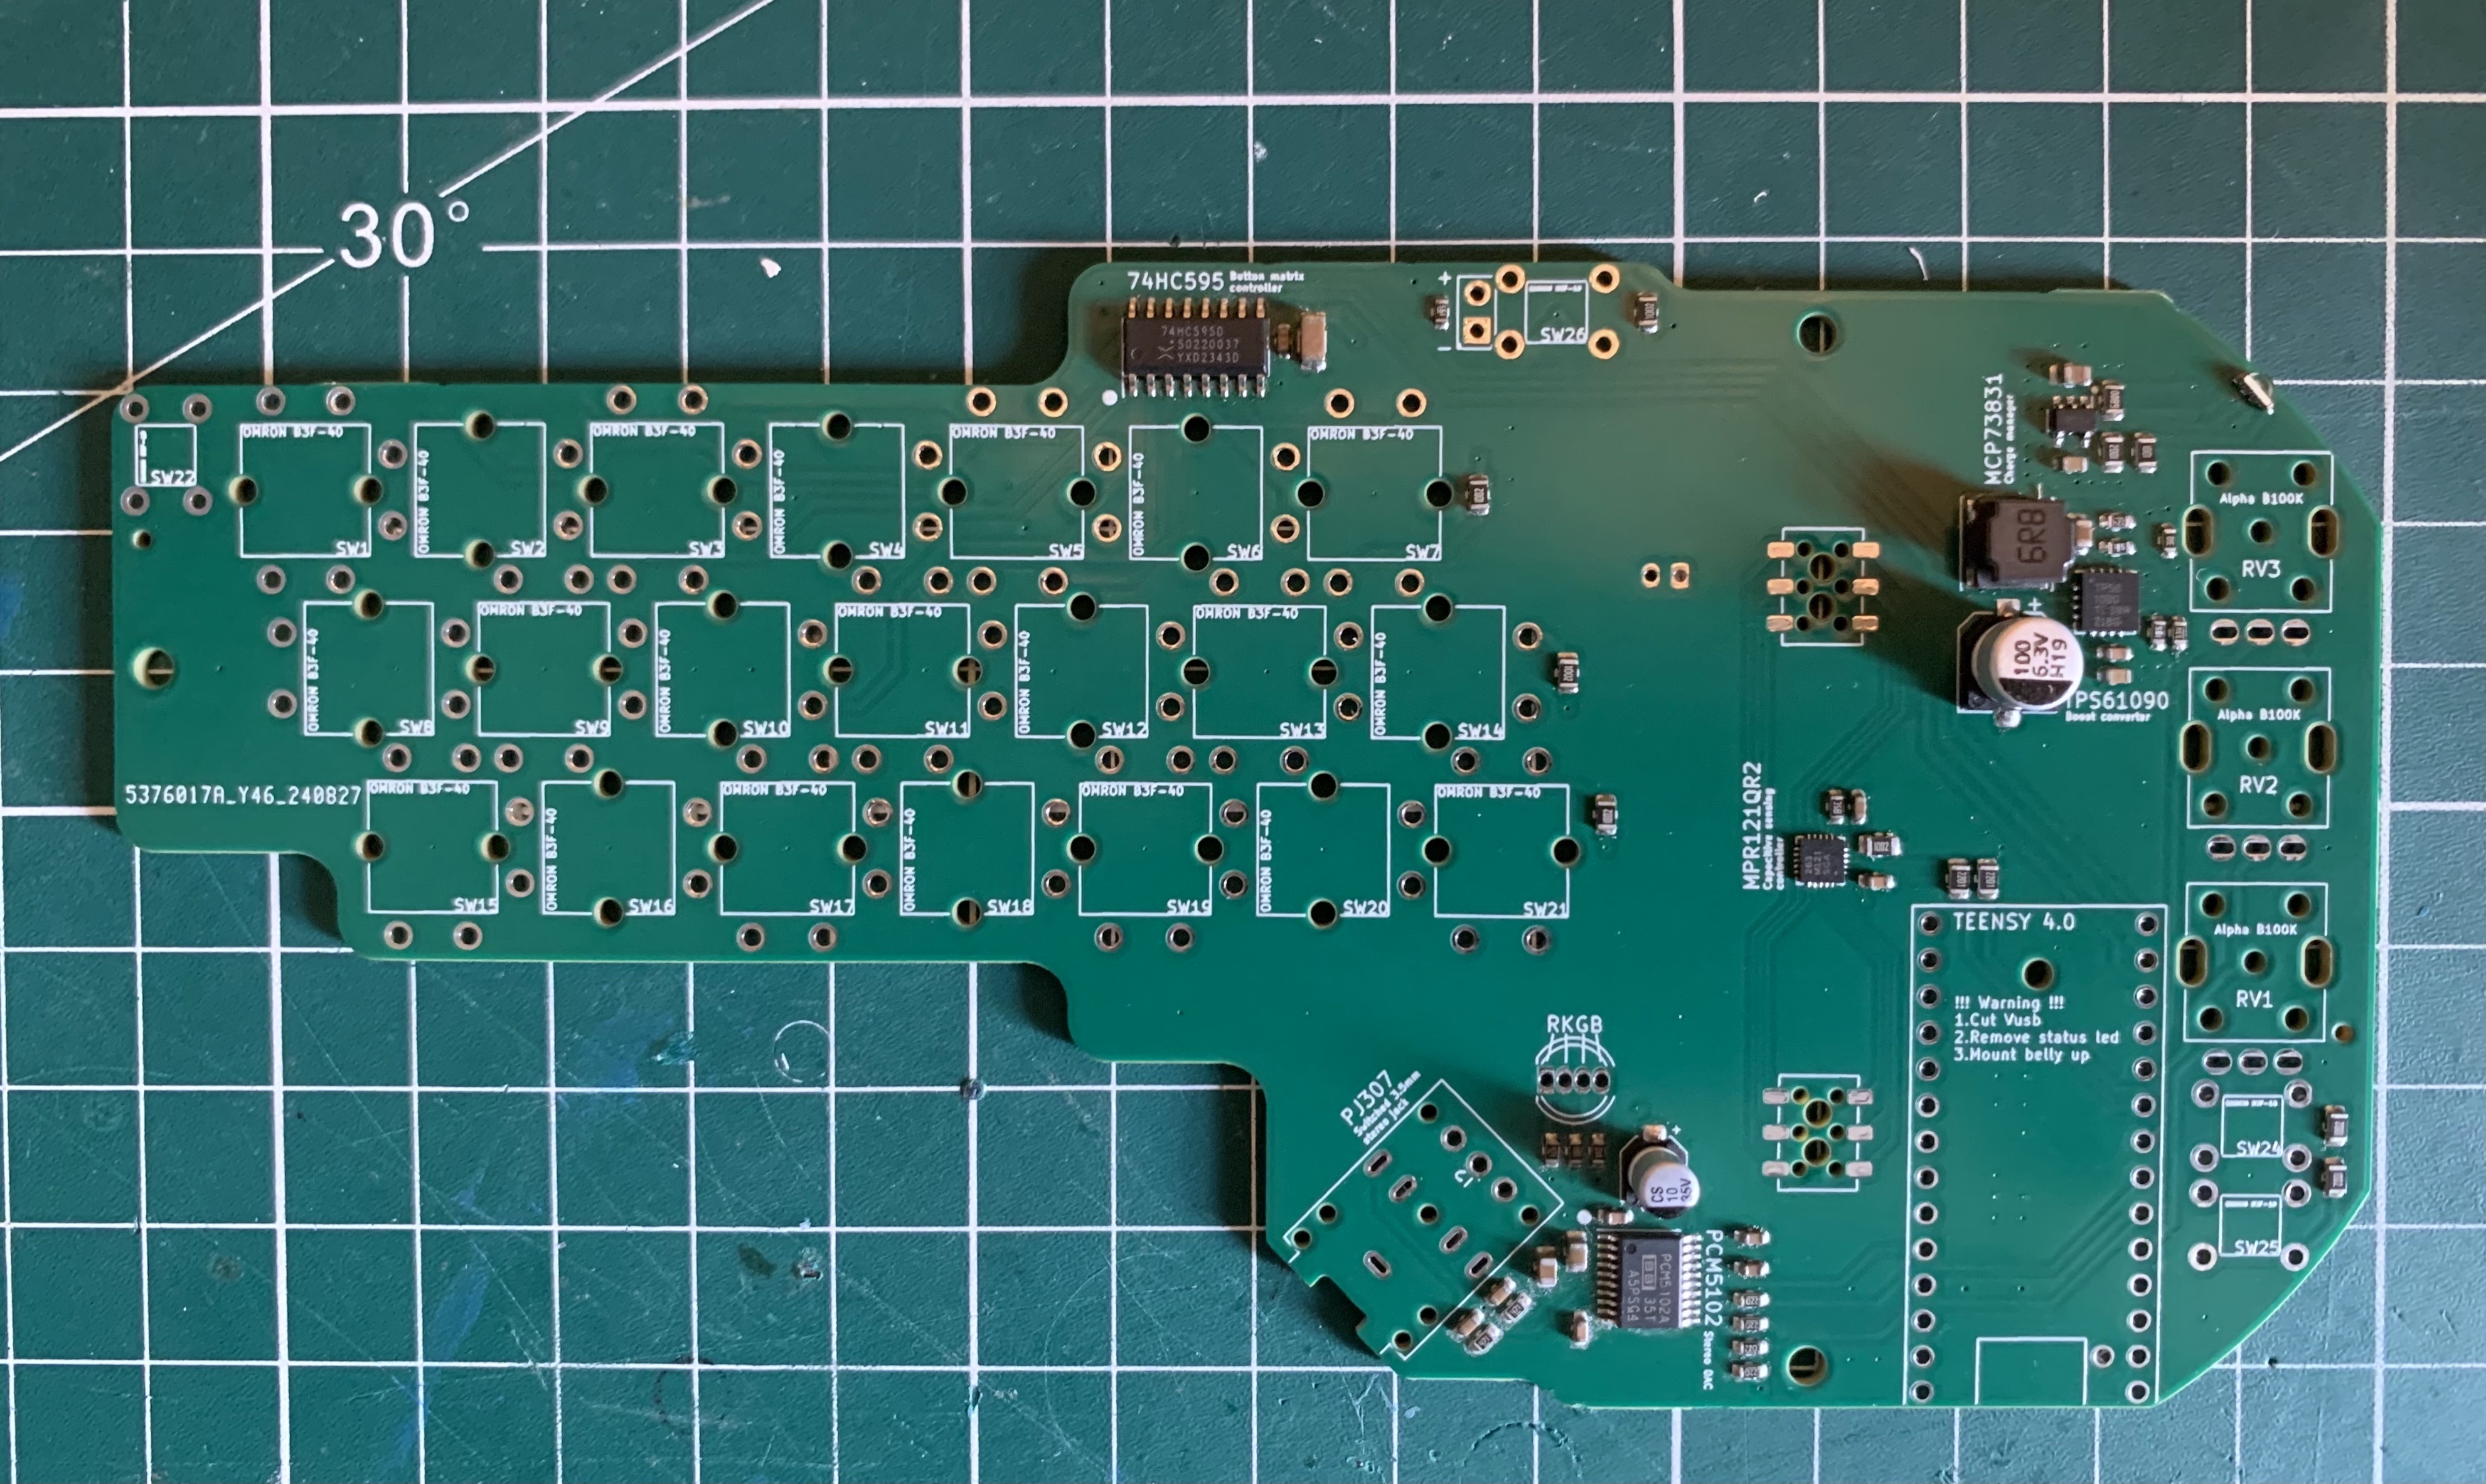 30°
74HC595 Button matrix
controller
74HC595D
SO220037
YXD2343D
+
-
SW26
1002
MCP73831
Charge manager
OMRON B3F-40
SW1
OMRON B3F-40
SW2
OMRON B3F-40
SW3
OMRON B3F-40
SW4
OMRON B3F-40
SW5
OMRON B3F-40
SW6
OMRON B3F-40
SW7
SW22
1002
6R8
Alpha B100K
RV3
OMRON B3F-40
SW8
OMRON B3F-40
SW9
OMRON B3F-40
SW10
OMRON B3F-40
SW11
OMRON B3F-40
SW12
OMRON B3F-40
SW13
OMRON B3F-40
SW14
1002
+
100
6.3V
H19
TPS61090
Boost converter
Alpha B100K
RV2
5376017A_Y46_240827
OMRON B3F-40
SW15
OMRON B3F-40
SW16
OMRON B3F-40
SW17
OMRON B3F-40
SW18
OMRON B3F-40
SW19
OMRON B3F-40
SW20
OMRON B3F-40
SW21
1002
MPR121QR2
Capacitive sensing
controller
1002
Alpha B100K
RV1
TEENSY 4.0
!!! Warning !!!
1.Cut Vusb
2.Remove status led
3.Mount belly up
RKGB
PJ307
Switched 3.5mm
stereo jack
CS
10
35V
PCM5102A
35T
A5PSG4
PCM5102 Stereo DAC
SW24
SW25